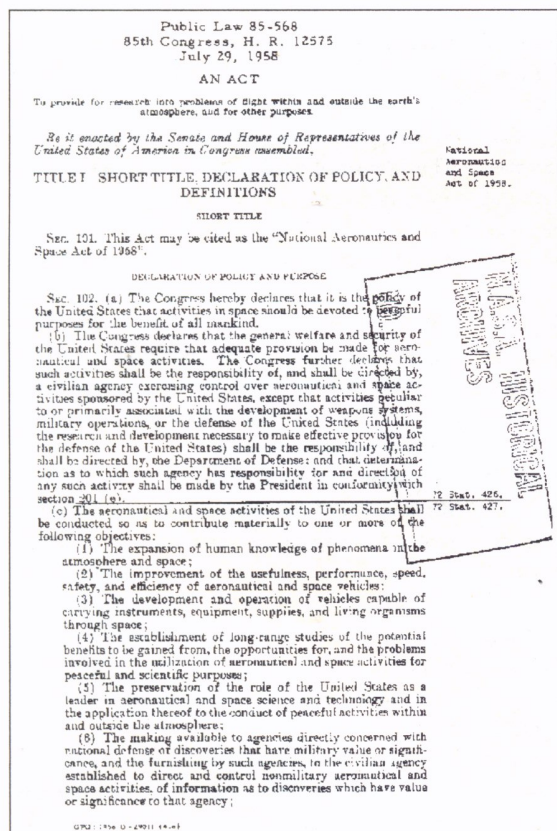 Public Law 85-568
85th Congress, H. R. 12575
July 29, 1958
AN ACT
To provide for research into problems of flight within and outside the earth's
atmosphere, and for other purposes.
Be it enacted by the Senate and House of Representatives of the
United States of America in Congress assembled,
National
Aeronautics
and Space
Act of 1958.
TITLE I SHORT TITLE, DECLARATION OF POLICY, AND
DEFINITIONS
SHORT TITLE
SEC. 101. This Act may be cited as the "National Aeronautics and
Space Act of 1958".
DECLARATION OF POLICY AND PURPOSE
SEC. 102. (a) The Congress hereby declares that it is the policy of
the United States that activities in space should be devoted to peaceful
purposes for the benefit of all mankind.
(b) The Congress declares that the general welfare and security of
the United States require that adequate provision be made for aero-
nautical and space activities. The Congress further declares that
such activities shall be the responsibility of, and shall be directed by,
a civilian agency exercising control over aeronautical and space ac-
tivities sponsored by the United States, except that activities peculiar
to or primarily associated with the development of weapons systems,
military operations, or the defense of the United States (including
the research and development necessary to make effective provision for
the defense of the United States) shall be the responsibility of, and
shall be directed by, the Department of Defense; and that determina-
tion as to which such agency has responsibility for and direction of
any such activity shall be made by the President in conformity with
section 201 (e).
NASA HISTORICAL
ARCHIVES
72 Stat. 426.
72 Stat. 427.
(c) The aeronautical and space activities of the United States shall
be conducted so as to contribute materially to one or more of the
following objectives:
(1) The expansion of human knowledge of phenomena in the
atmosphere and space;
(2) The improvement of the usefulness, performance, speed,
safety, and efficiency of aeronautical and space vehicles;
(3) The development and operation of vehicles capable of
carrying instruments, equipment, supplies, and living organisms
through space;
(4) The establishment of long-range studies of the potential
benefits to be gained from, the opportunities for, and the problems
involved in the utilization of aeronautical and space activities for
peaceful and scientific purposes;
(5) The preservation of the role of the United States as a
leader in aeronautical and space science and technology and in
the application thereof to the conduct of peaceful activities within
and outside the atmosphere;
(6) The making available to agencies directly concerned with
national defense of discoveries that have military value or signifi-
cance, and the furnishing by such agencies, to the civilian agency
established to direct and control nonmilitary aeronautical and
space activities, of information as to discoveries which have value
or significance to that agency;